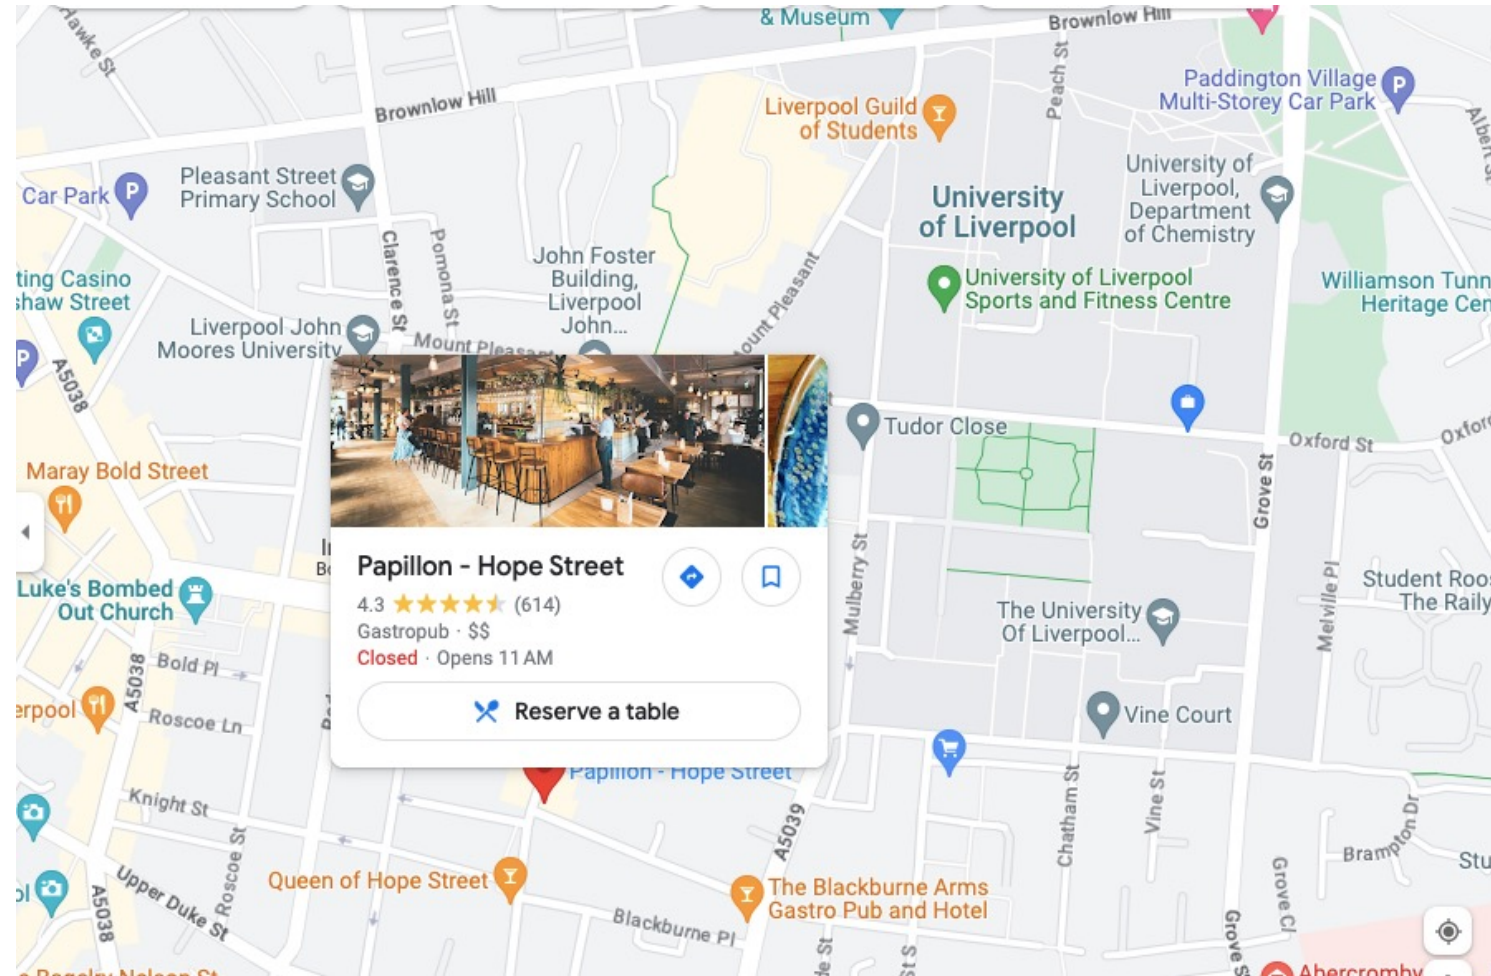 & Museum
Brownlow Hill
Hawke St
Peach St
Paddington Village
Multi-Storey Car Park
P
Brownlow Hill
Liverpool Guild
of Students
Albert St
Pleasant Street
Primary School
Car Park
P
University of
Liverpool,
Department
of Chemistry
University
of Liverpool
Clarence St
Pomona St
John Foster
Building,
Liverpool
John...
Mount Pleasant
University of Liverpool
Sports and Fitness Centre
ting Casino
shaw Street
Williamson Tunn
Heritage Cen
Liverpool John
Moores University
Mount Pleasant
P
A5038
Tudor Close
Oxford St
Oxford
Maray Bold Street
Grove St
Papillon - Hope Street
4.3 (614)
Gastropub · $$
Closed · Opens 11 AM
Reserve a table
Luke's Bombed
Out Church
Mulberry St
Melville Pl
Student Roo
The Raily
The University
Of Liverpool...
Bold Pl
A5038
erpool
Roscoe Ln
Vine Court
Papillon - Hope Street
Knight St
A5039
Chatham St
Vine St
Brampton Dr
Stu
Roscoe St
Queen of Hope Street
The Blackburne Arms
Gastro Pub and Hotel
Upper Duke St
A5038
Blackburne Pl
Grove Cl
Grove S
Abercromby